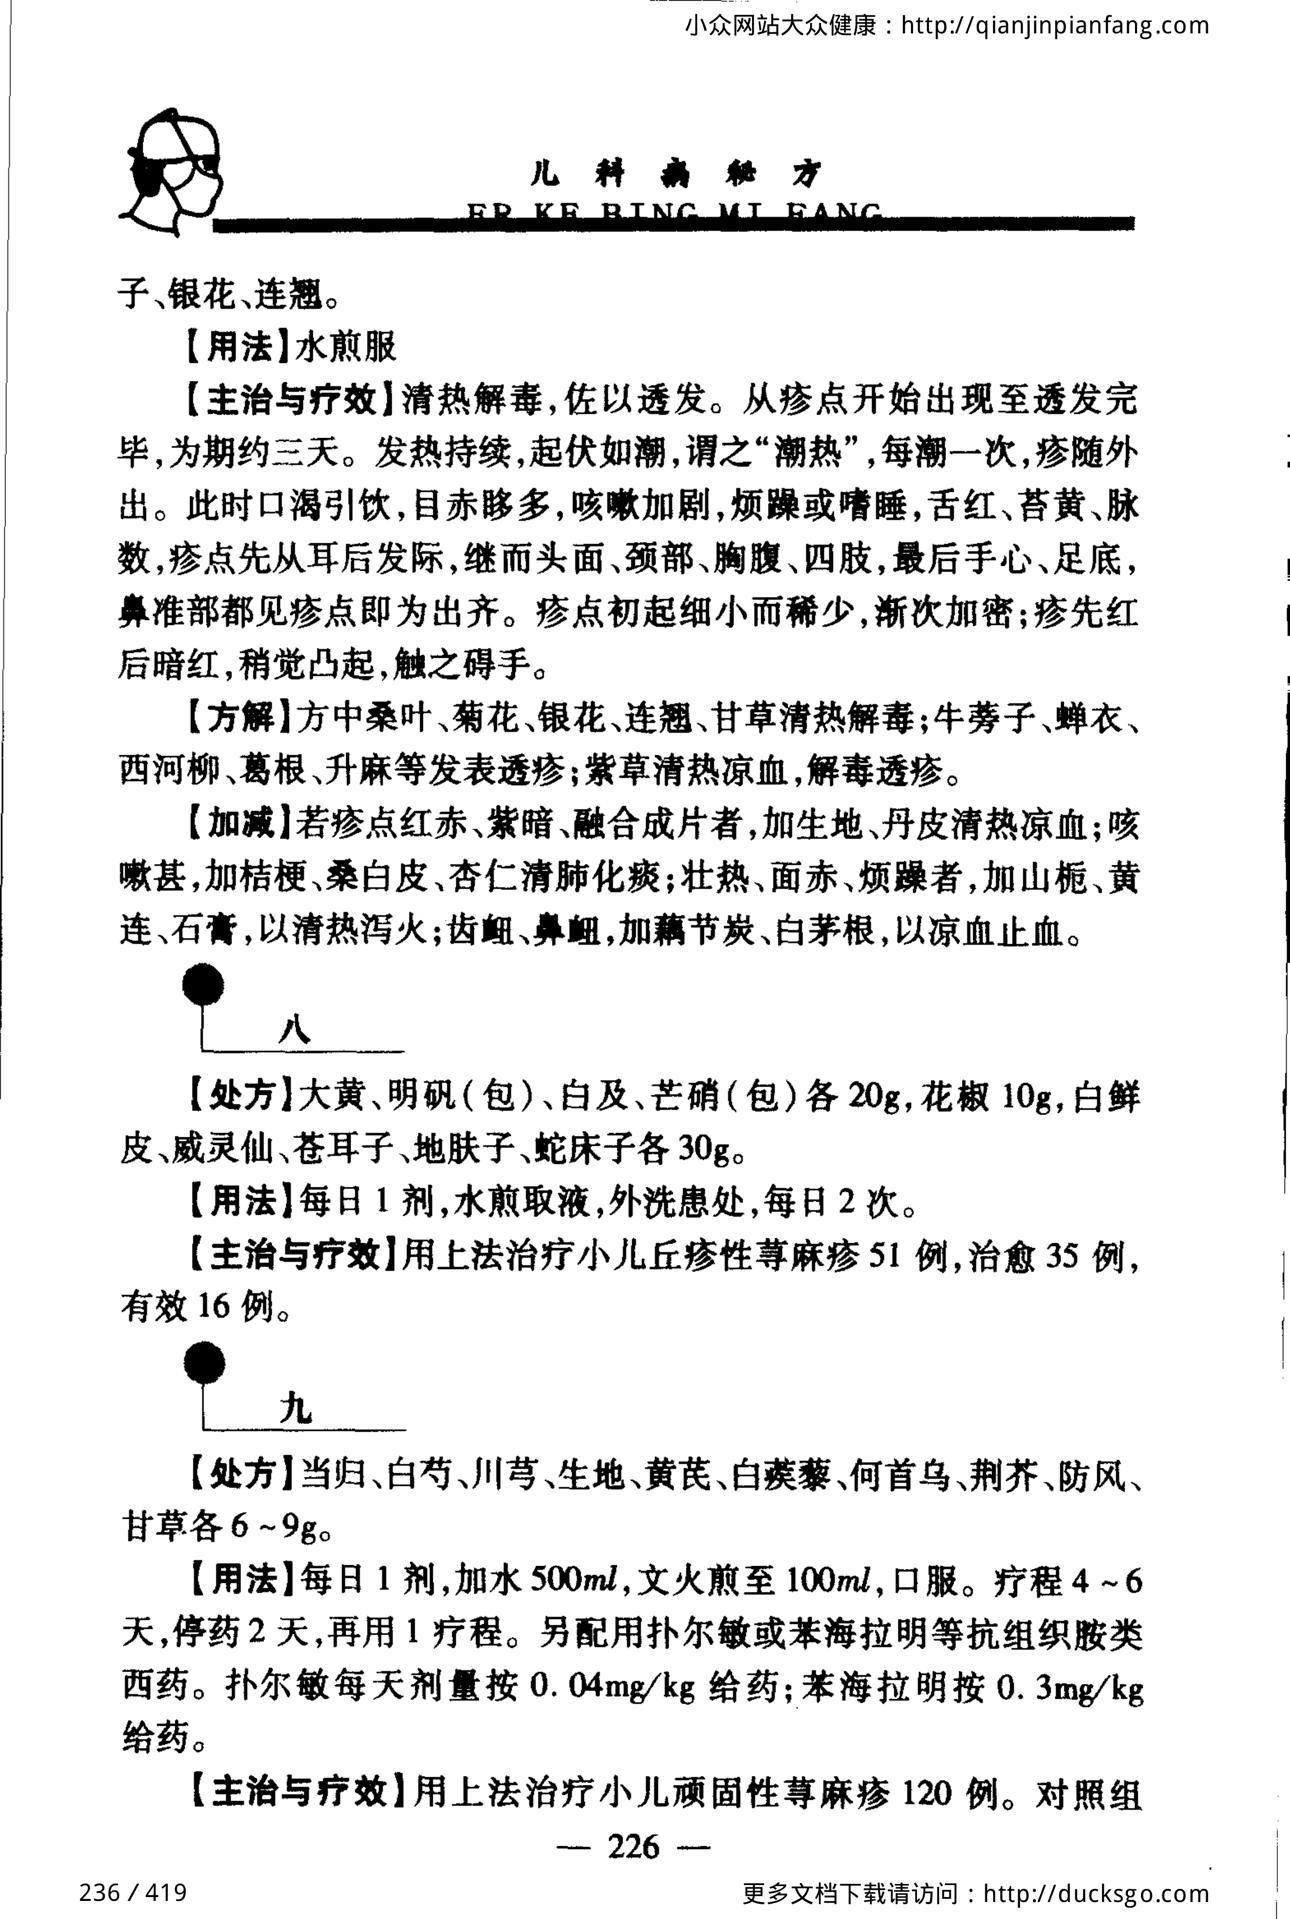 小众网站大众健康：http://qianjinpianfang.com
儿科病秘方
ER KE BING MI FANG
子、银花、连翘。
【用法】水煎服
【主治与疗效】清热解毒，佐以透发。从疹点开始出现至透发完
毕，为期约三天。发热持续，起伏如潮，谓之“潮热”，每潮一次，疹随外
出。此时口渴引饮，目赤眵多，咳嗽加剧，烦躁或嗜睡，舌红、苔黄、脉
数，疹点先从耳后发际，继而头面、颈部、胸腹、四肢，最后手心、足底，
鼻准部都见疹点即为出齐。疹点初起细小而稀少，渐次加密；疹先红
后暗红，稍觉凸起，触之碍手。
【方解】方中桑叶、菊花、银花、连翘、甘草清热解毒；牛蒡子、蝉衣、
西河柳、葛根、升麻等发表透疹；紫草清热凉血，解毒透疹。
【加减】若疹点红赤、紫暗、融合成片者，加生地、丹皮清热凉血；咳
嗽甚，加桔梗、桑白皮、杏仁清肺化痰；壮热、面赤、烦躁者，加山栀、黄
连、石膏，以清热泻火；齿衄、鼻衄，加藕节炭、白茅根，以凉血止血。
八
【处方】大黄、明矾（包）、白及、芒硝（包）各 20g，花椒 10g，白鲜
皮、威灵仙、苍耳子、地肤子、蛇床子各 30g。
【用法】每日 1 剂，水煎取液，外洗患处，每日 2 次。
【主治与疗效】用上法治疗小儿丘疹性荨麻疹 51 例，治愈 35 例，
有效 16 例。
九
【处方】当归、白芍、川芎、生地、黄芪、白蒺藜、何首乌、荆芥、防风、
甘草各 6～9g。
【用法】每日 1 剂，加水 500ml，文火煎至 100ml，口服。疗程 4～6
天，停药 2 天，再用 1 疗程。另配用扑尔敏或苯海拉明等抗组织胺类
西药。扑尔敏每天剂量按 0.04mg/kg 给药；苯海拉明按 0.3mg/kg
给药。
【主治与疗效】用上法治疗小儿顽固性荨麻疹 120 例。对照组
— 226 —
236 / 419
更多文档下载请访问：http://ducksgo.com